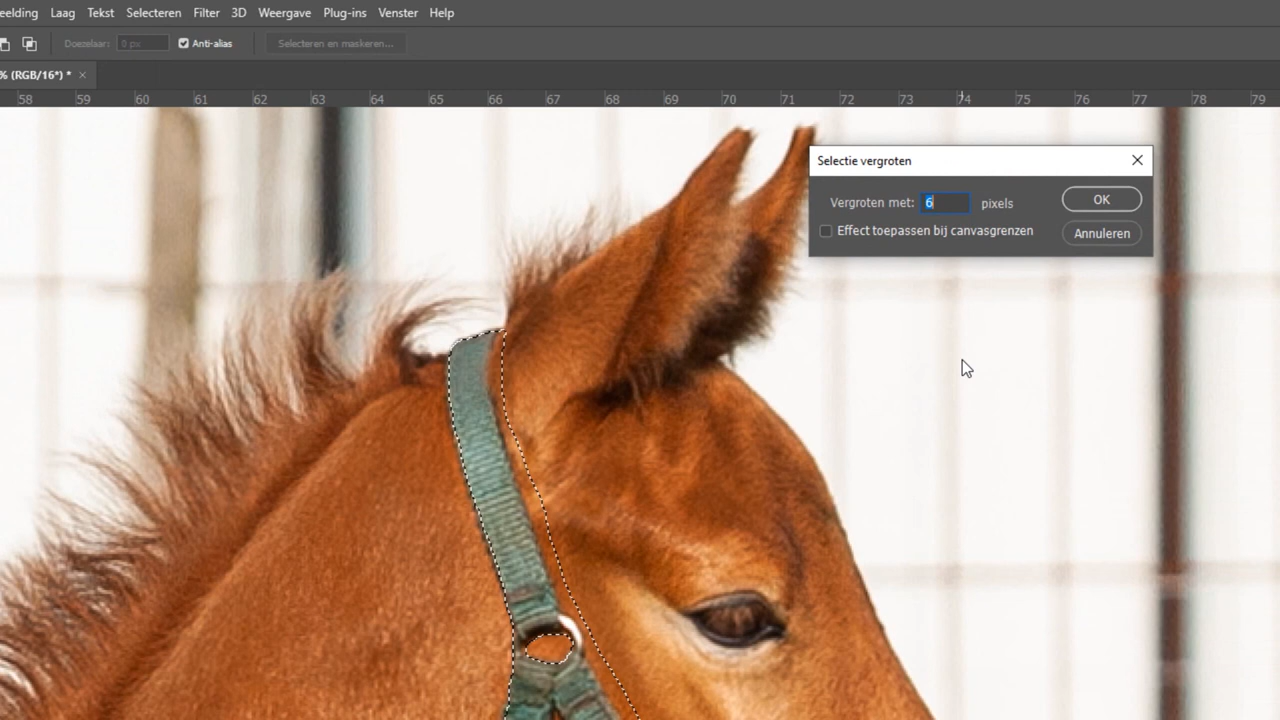 eelding Laag Tekst Selecteren Filter 3D Weergave Plug-ins Venster Help
Doezelaar: 0 px Anti-alias Selecteren en maskeren...
% (RGB/16*) * ×
58 59 60 61 62 63 64 65 66 67 68 69 70 71 72 73 74 75 76 77 78 79
Selectie vergroten
Vergroten met: 6 pixels OK
Effect toepassen bij canvasgrenzen Annuleren